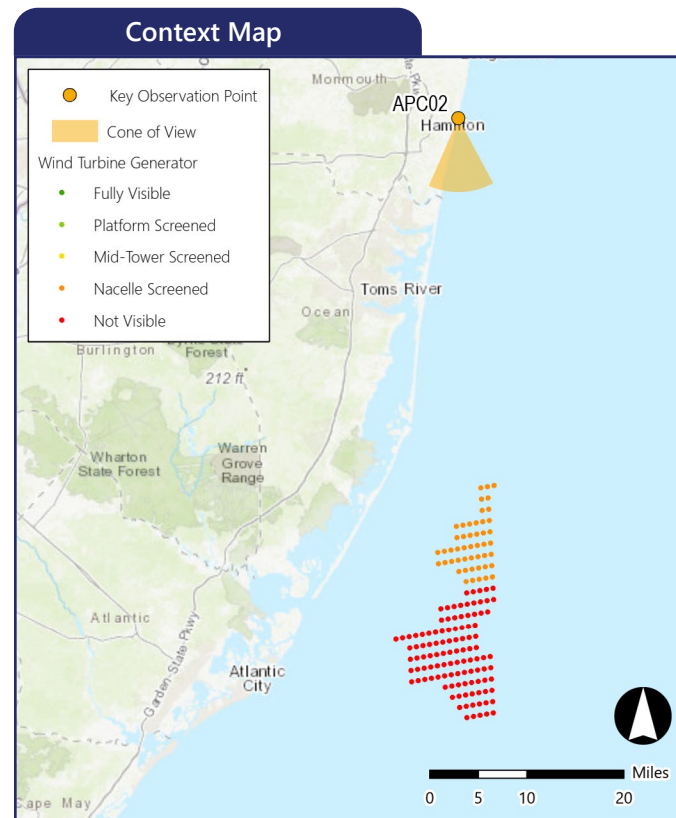 Context Map
Key Observation Point
Cone of View
Wind Turbine Generator
Fully Visible
Platform Screened
Mid-Tower Screened
Nacelle Screened
Not Visible
Monmouth
APC02
Hamilton
Toms River
Ocean
Burlington
Forest
212 ft
Wharton
State Forest
Warren
Grove
Range
Atlantic
Garden-State-Pkwy
Atlantic
City
Cape May
Miles
0 5 10 20